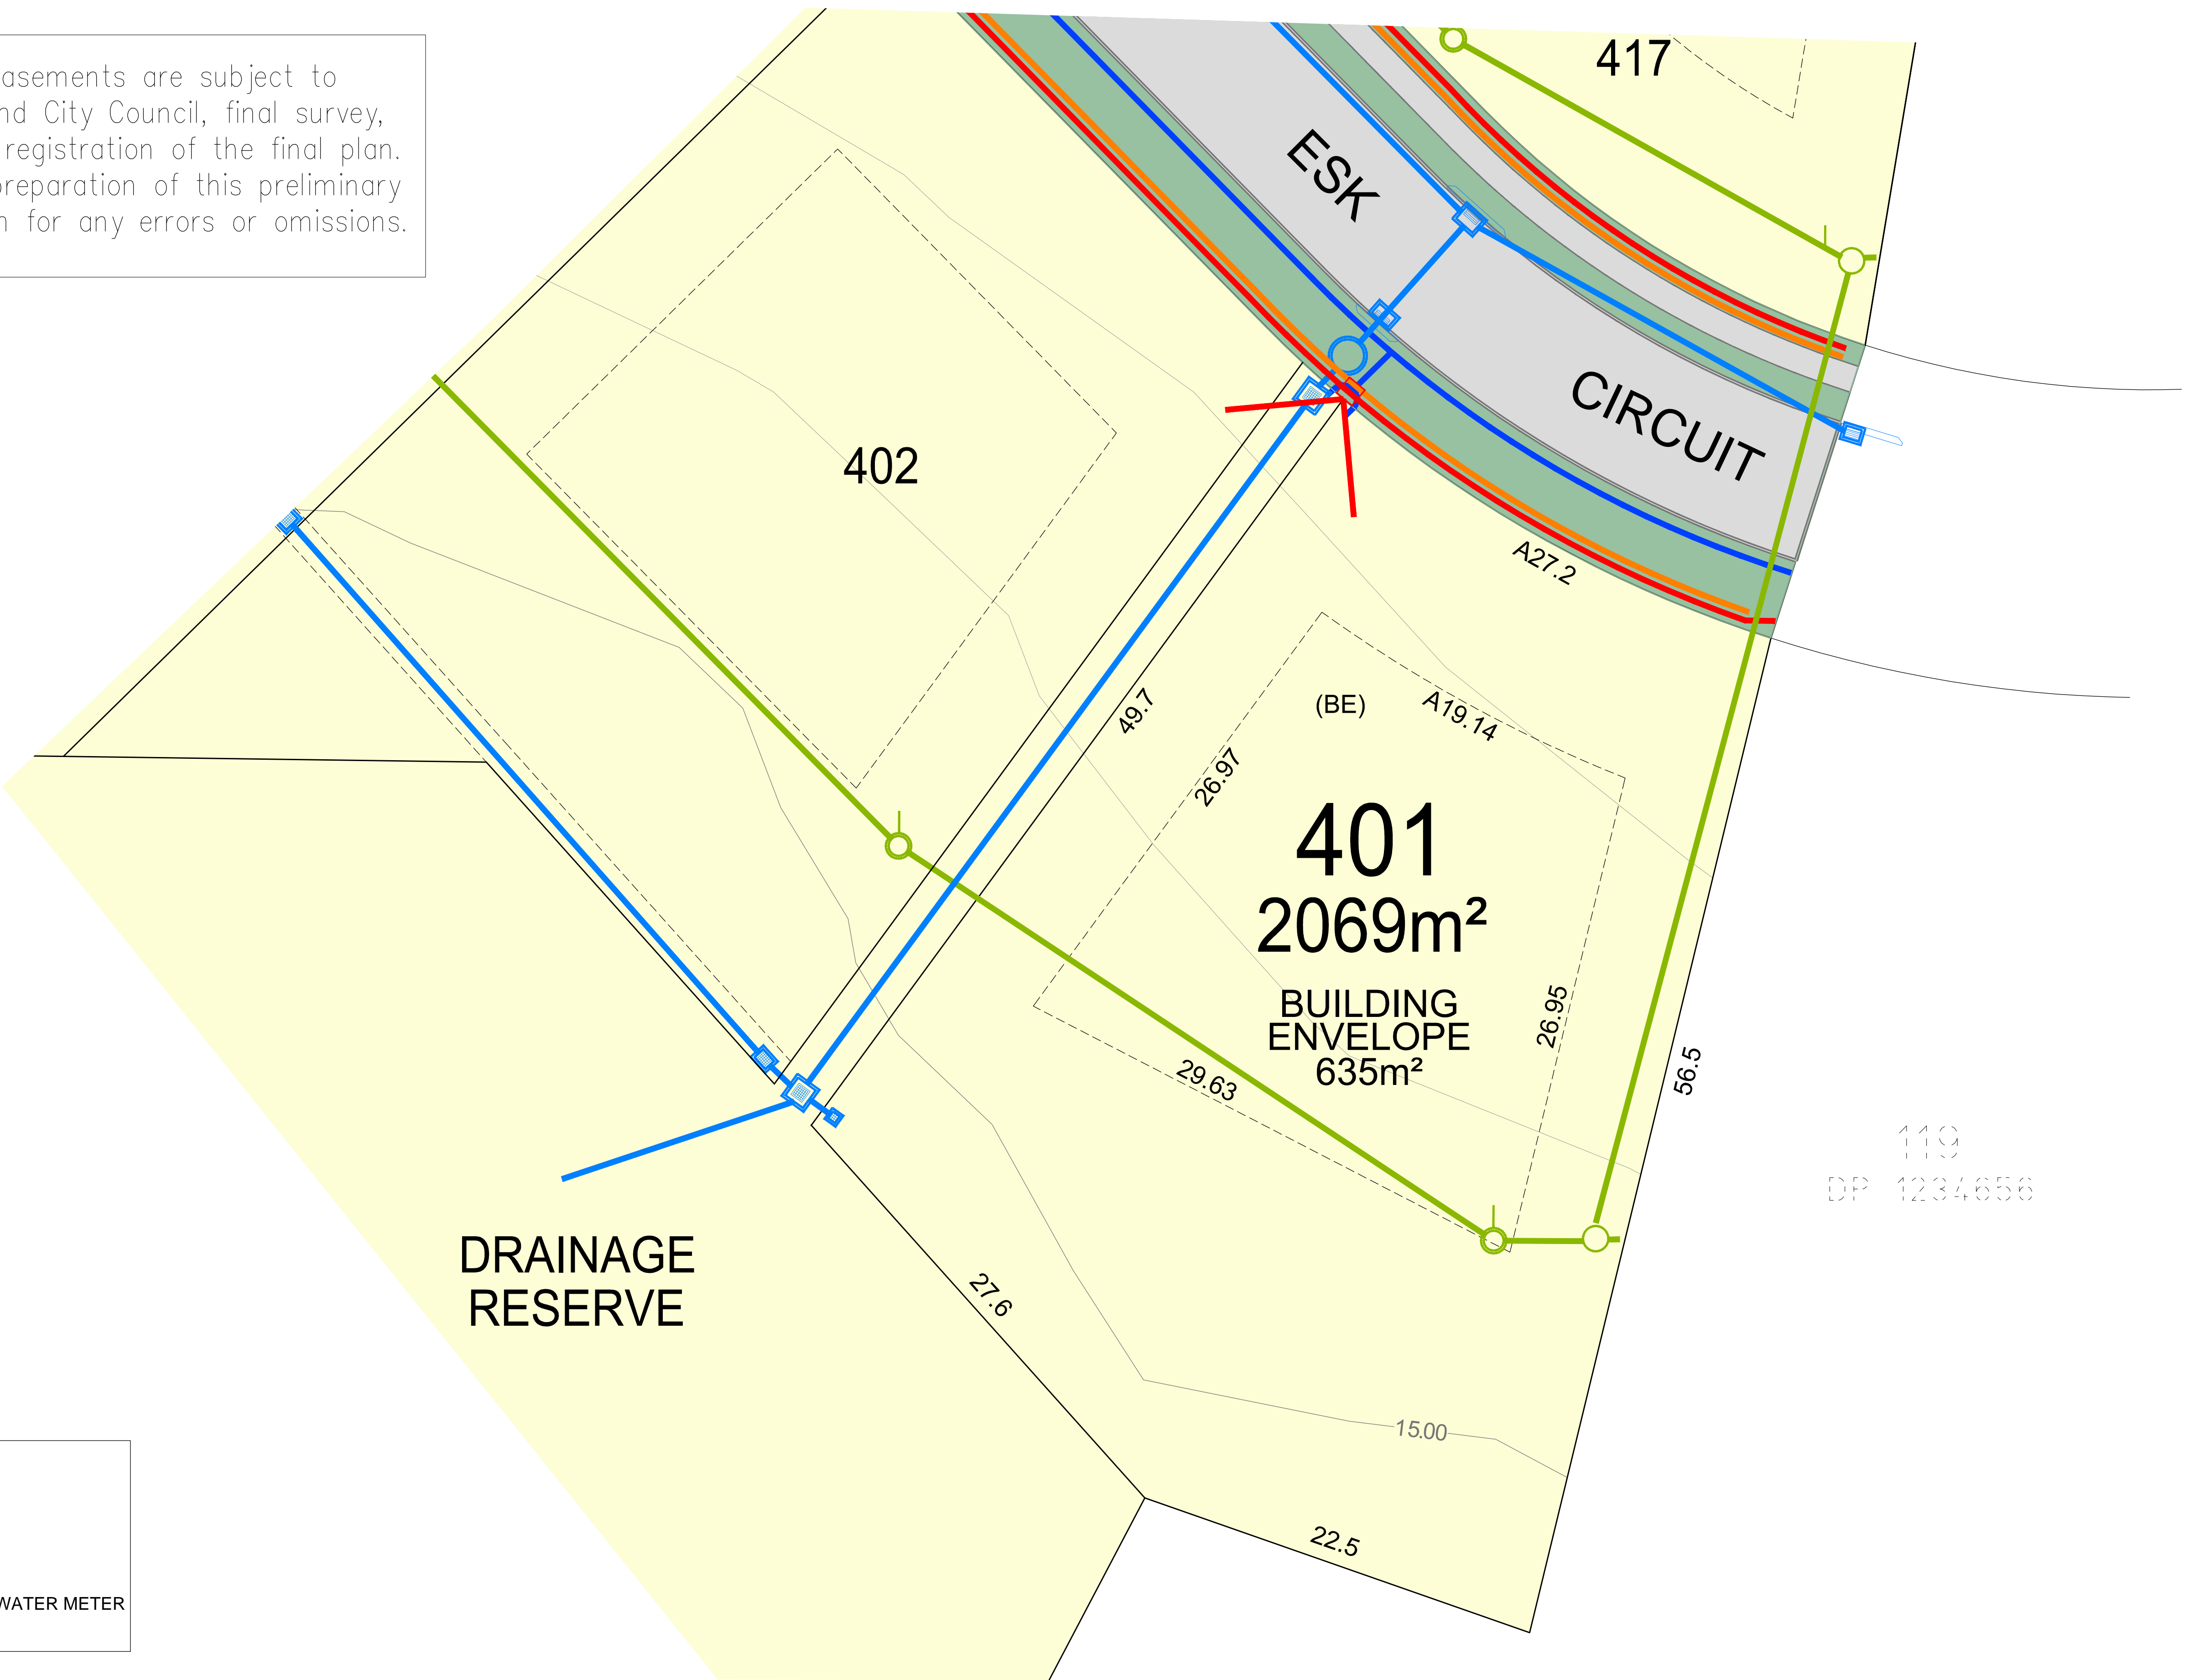 asements are subject to
nd City Council, final survey,
registration of the final plan.
preparation of this preliminary
n for any errors or omissions.
417
ESK
CIRCUIT
402
A27.2
(BE)
A19.14
49.7
26.97
401
2069m²
BUILDING
ENVELOPE
635m²
26.95
29.63
56.5
119
DP 1234656
DRAINAGE
RESERVE
27.6
15.00
22.5
WATER METER